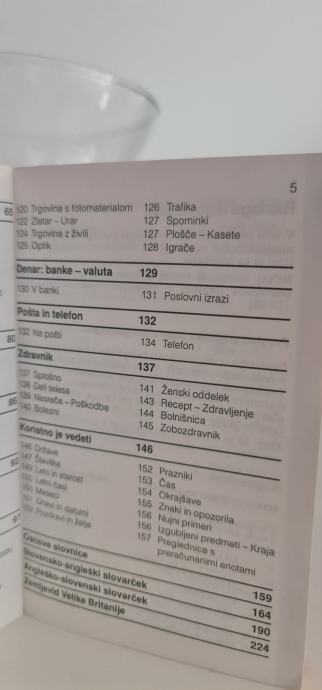 5
65
120 Trgovina s fotomaterialom 126 Trafika
122 Zlatar – Urar 127 Spominki
124 Trgovina z živili 127 Plošče – Kasete
125 Optik 128 Igrače
Denar: banke – valuta 129
130 V banki 131 Poslovni izrazi
Pošta in telefon 132
80
132 Na pošti 134 Telefon
Zdravnik 137
137 Splošno 141 Ženski oddelek
138 Deli telesa 143 Recept – Zdravljenje
139 Nesreče – Poškodbe 144 Bolnišnica
140 Bolezni 145 Zobozdravnik
Koristno je vedeti 146
146 Države 152 Prazniki
147 Številke 153 Čas
149 Leto in starost 154 Okrajšave
150 Letni časi 155 Znaki in opozorila
150 Meseci 156 Nujni primeri
151 Dnevi in datumi 156 Izgubljeni predmeti – Kraja
152 Pozdravi in želje 157 Preglednice s
preračunanimi enotami
Osnove slovnice 159
Slovensko-angleški slovarček 164
Angleško-slovenski slovarček 190
Zemljevid Velike Britanije 224